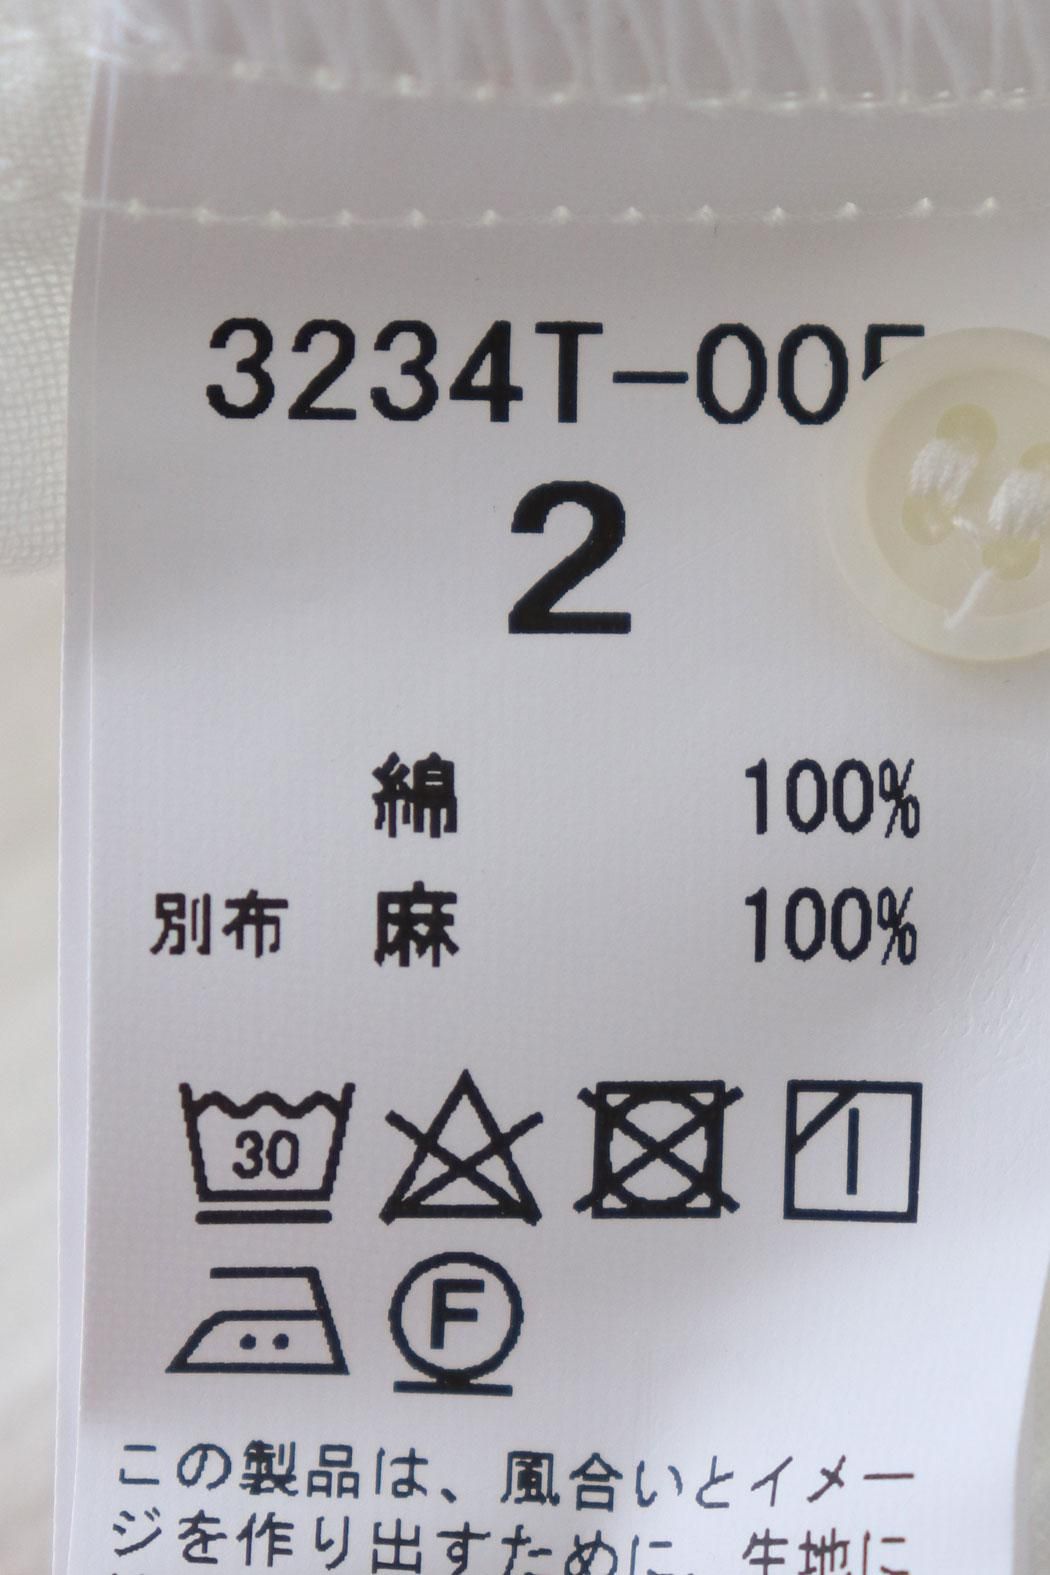 3234T-005
2
綿 100%
別布 麻 100%
30
F
この製品は、風合いとイメー
ジを作り出すために、生地に